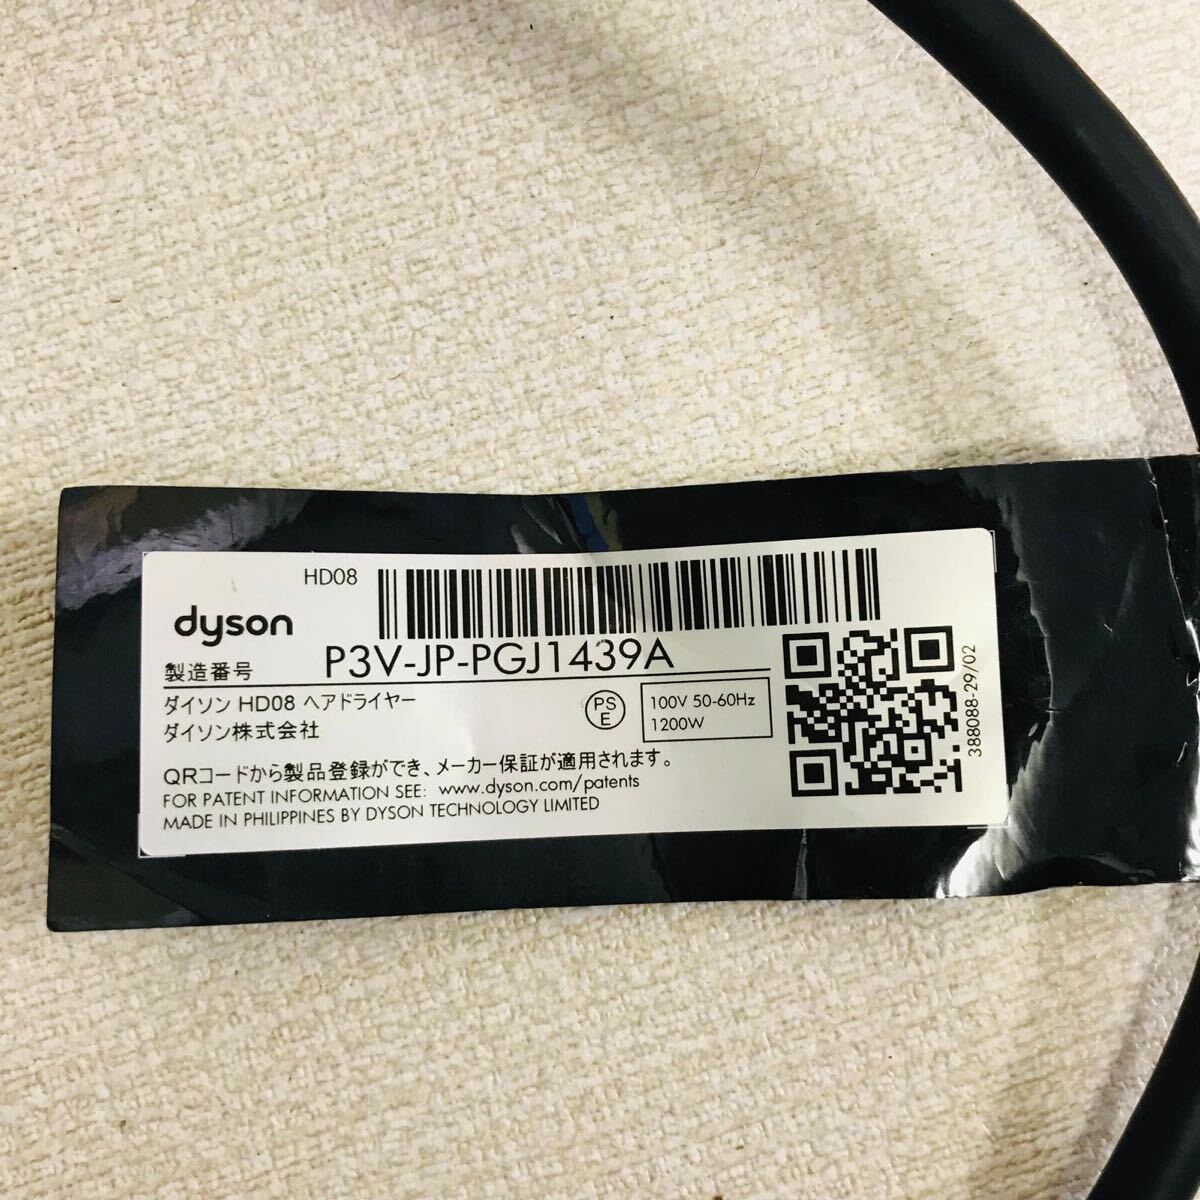 HD08
dyson
製造番号 P3V-JP-PGJ1439A
ダイソン HD08 ヘアドライヤー
ダイソン株式会社
PS
E
100V 50-60Hz
1200W
388088-29/02
QRコードから製品登録ができ、メーカー保証が適用されます。
FOR PATENT INFORMATION SEE: www.dyson.com/patents
MADE IN PHILIPPINES BY DYSON TECHNOLOGY LIMITED